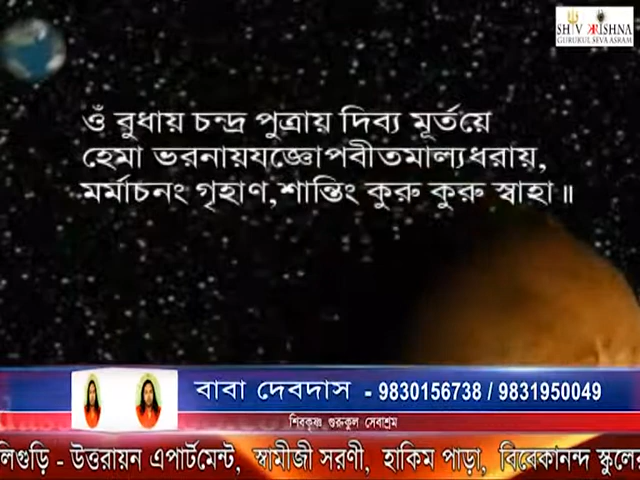 SHIV KRISHNA
GURUKUL SEVA ASRAM
ওঁ বুধায় চন্দ্র পুত্রায় দিব্য মূর্তয়ে
হেমা ভরনায়যজ্ঞোপবীতমাল্যধরায়,
মর্মাচনং গৃহাণ,শান্তিং কুরু কুরু স্বাহা॥
বাবা দেবদাস - 9830156738 / 9831950049
শিবকৃষ্ণ গুরুকুল সেবাশ্রম
লিগুড়ি - উত্তরায়ন এপার্টমেন্ট, স্বামীজী সরণী, হাকিম পাড়া, বিবেকানন্দ স্কুলের